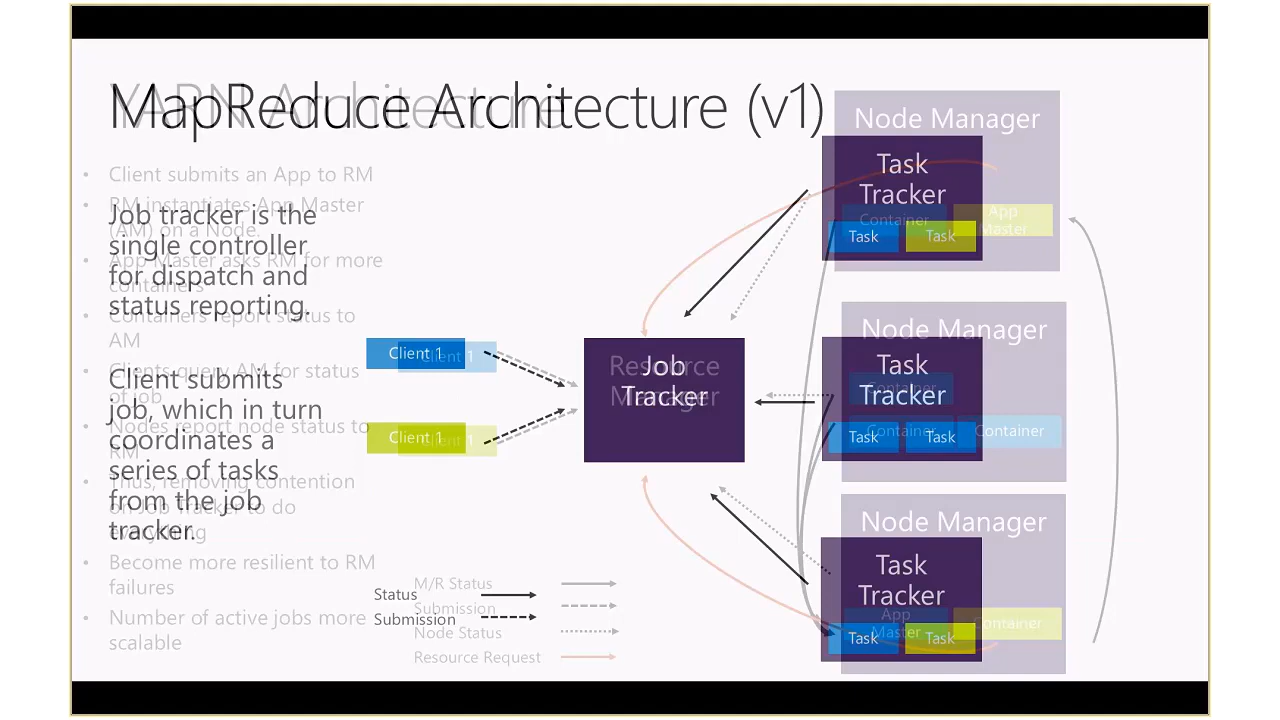 MapReduce Architecture (v1)
YARN Architecture
Job tracker is the
single controller
for dispatch and
status reporting.
Client submits
job, which in turn
coordinates a
series of tasks
from the job
tracker.
• Client submits an App to RM
• RM instantiates App Master
(AM) on a Node.
• App Master asks RM for more
containers
• Containers report status to
AM
• Clients query AM for status
of job
• Nodes report node status to
RM
• Thus, removing contention
on Job Tracker to do
everything
• Become more resilient to RM
failures
• Number of active jobs more
scalable
Client 1
Client 1
Client 1
Client 1
Job
Tracker
Resource
Manager
Node Manager
Task
Tracker
Container
App
Master
Task
Task
Node Manager
Task
Tracker
Container
Container
Container
Task
Task
Node Manager
Task
Tracker
App
Master
Container
Task
Task
Status
Submission
M/R Status
Submission
Node Status
Resource Request